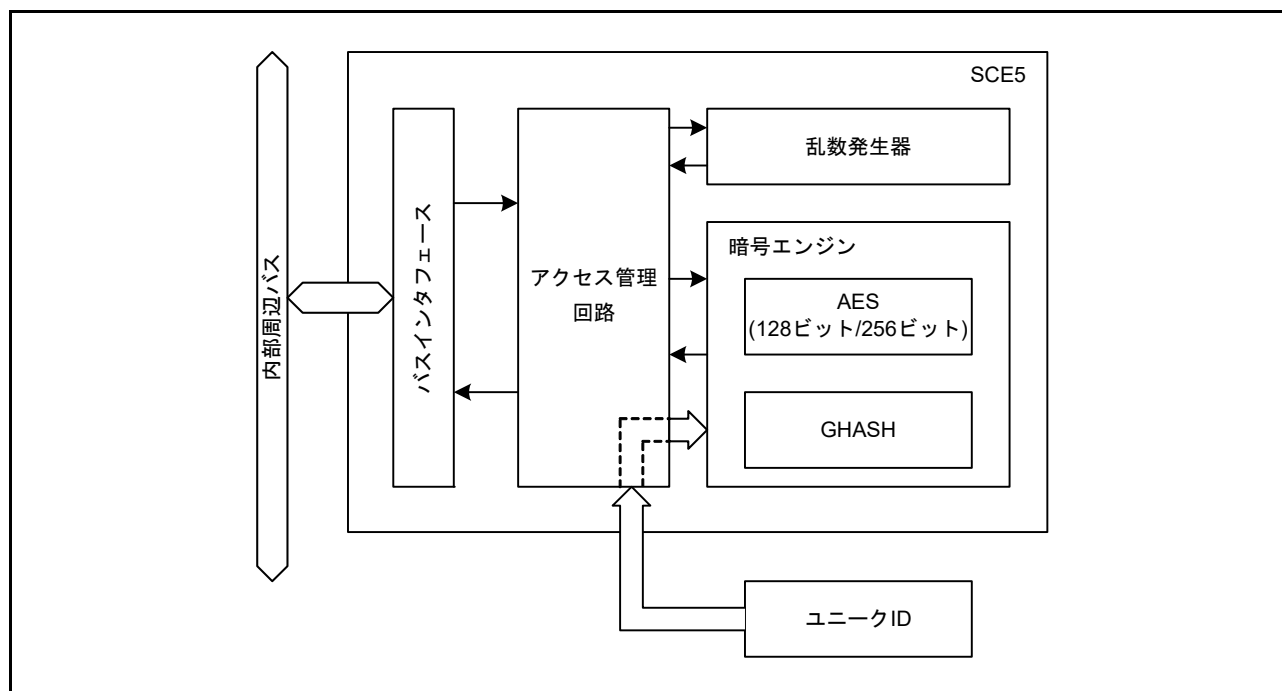 SCE5
内部周辺バス
バスインタフェース
アクセス管理
回路
乱数発生器
暗号エンジン
AES
(128ビット/256ビット)
GHASH
ユニークID